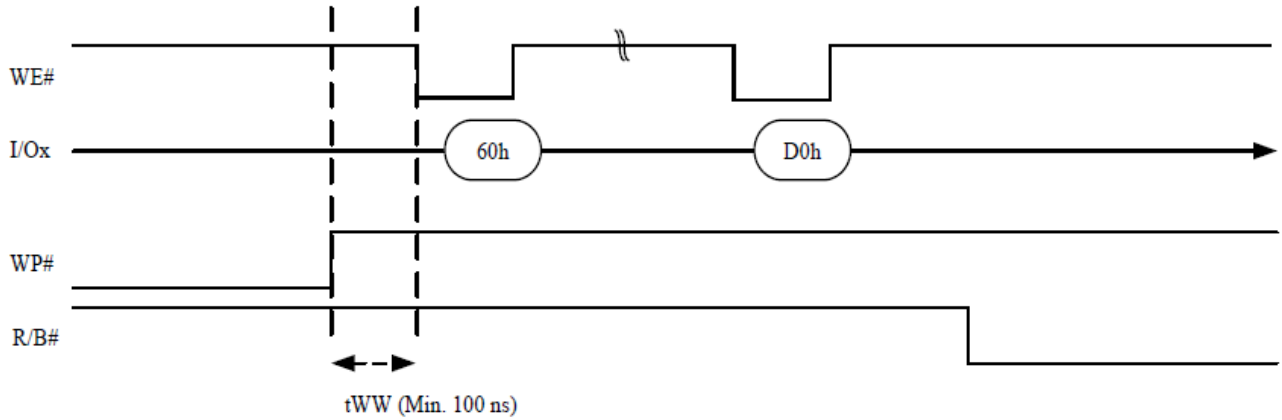 WE#
I/Ox
60h
D0h
WP#
R/B#
tWW (Min. 100 ns)